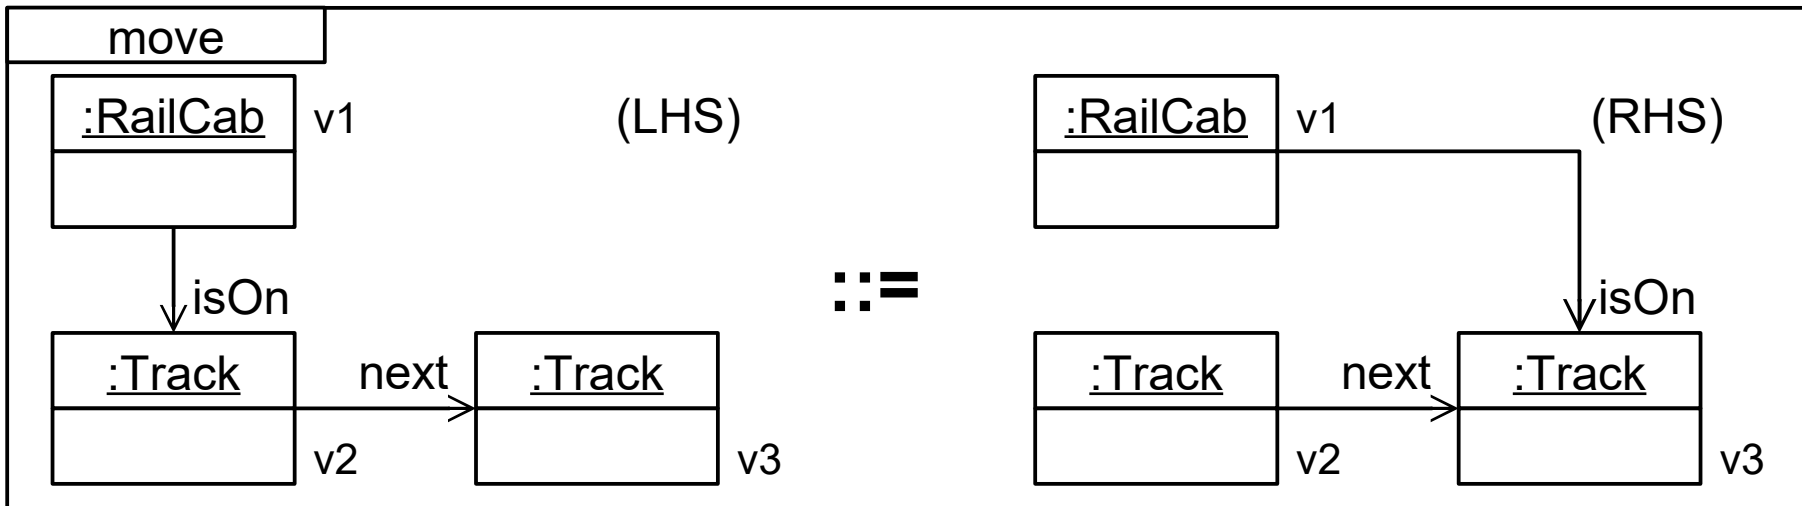 move
:RailCab v1 (LHS) :RailCab v1 (RHS)
isOn ::= isOn
:Track next :Track :Track next :Track
v2 v3 v2 v3